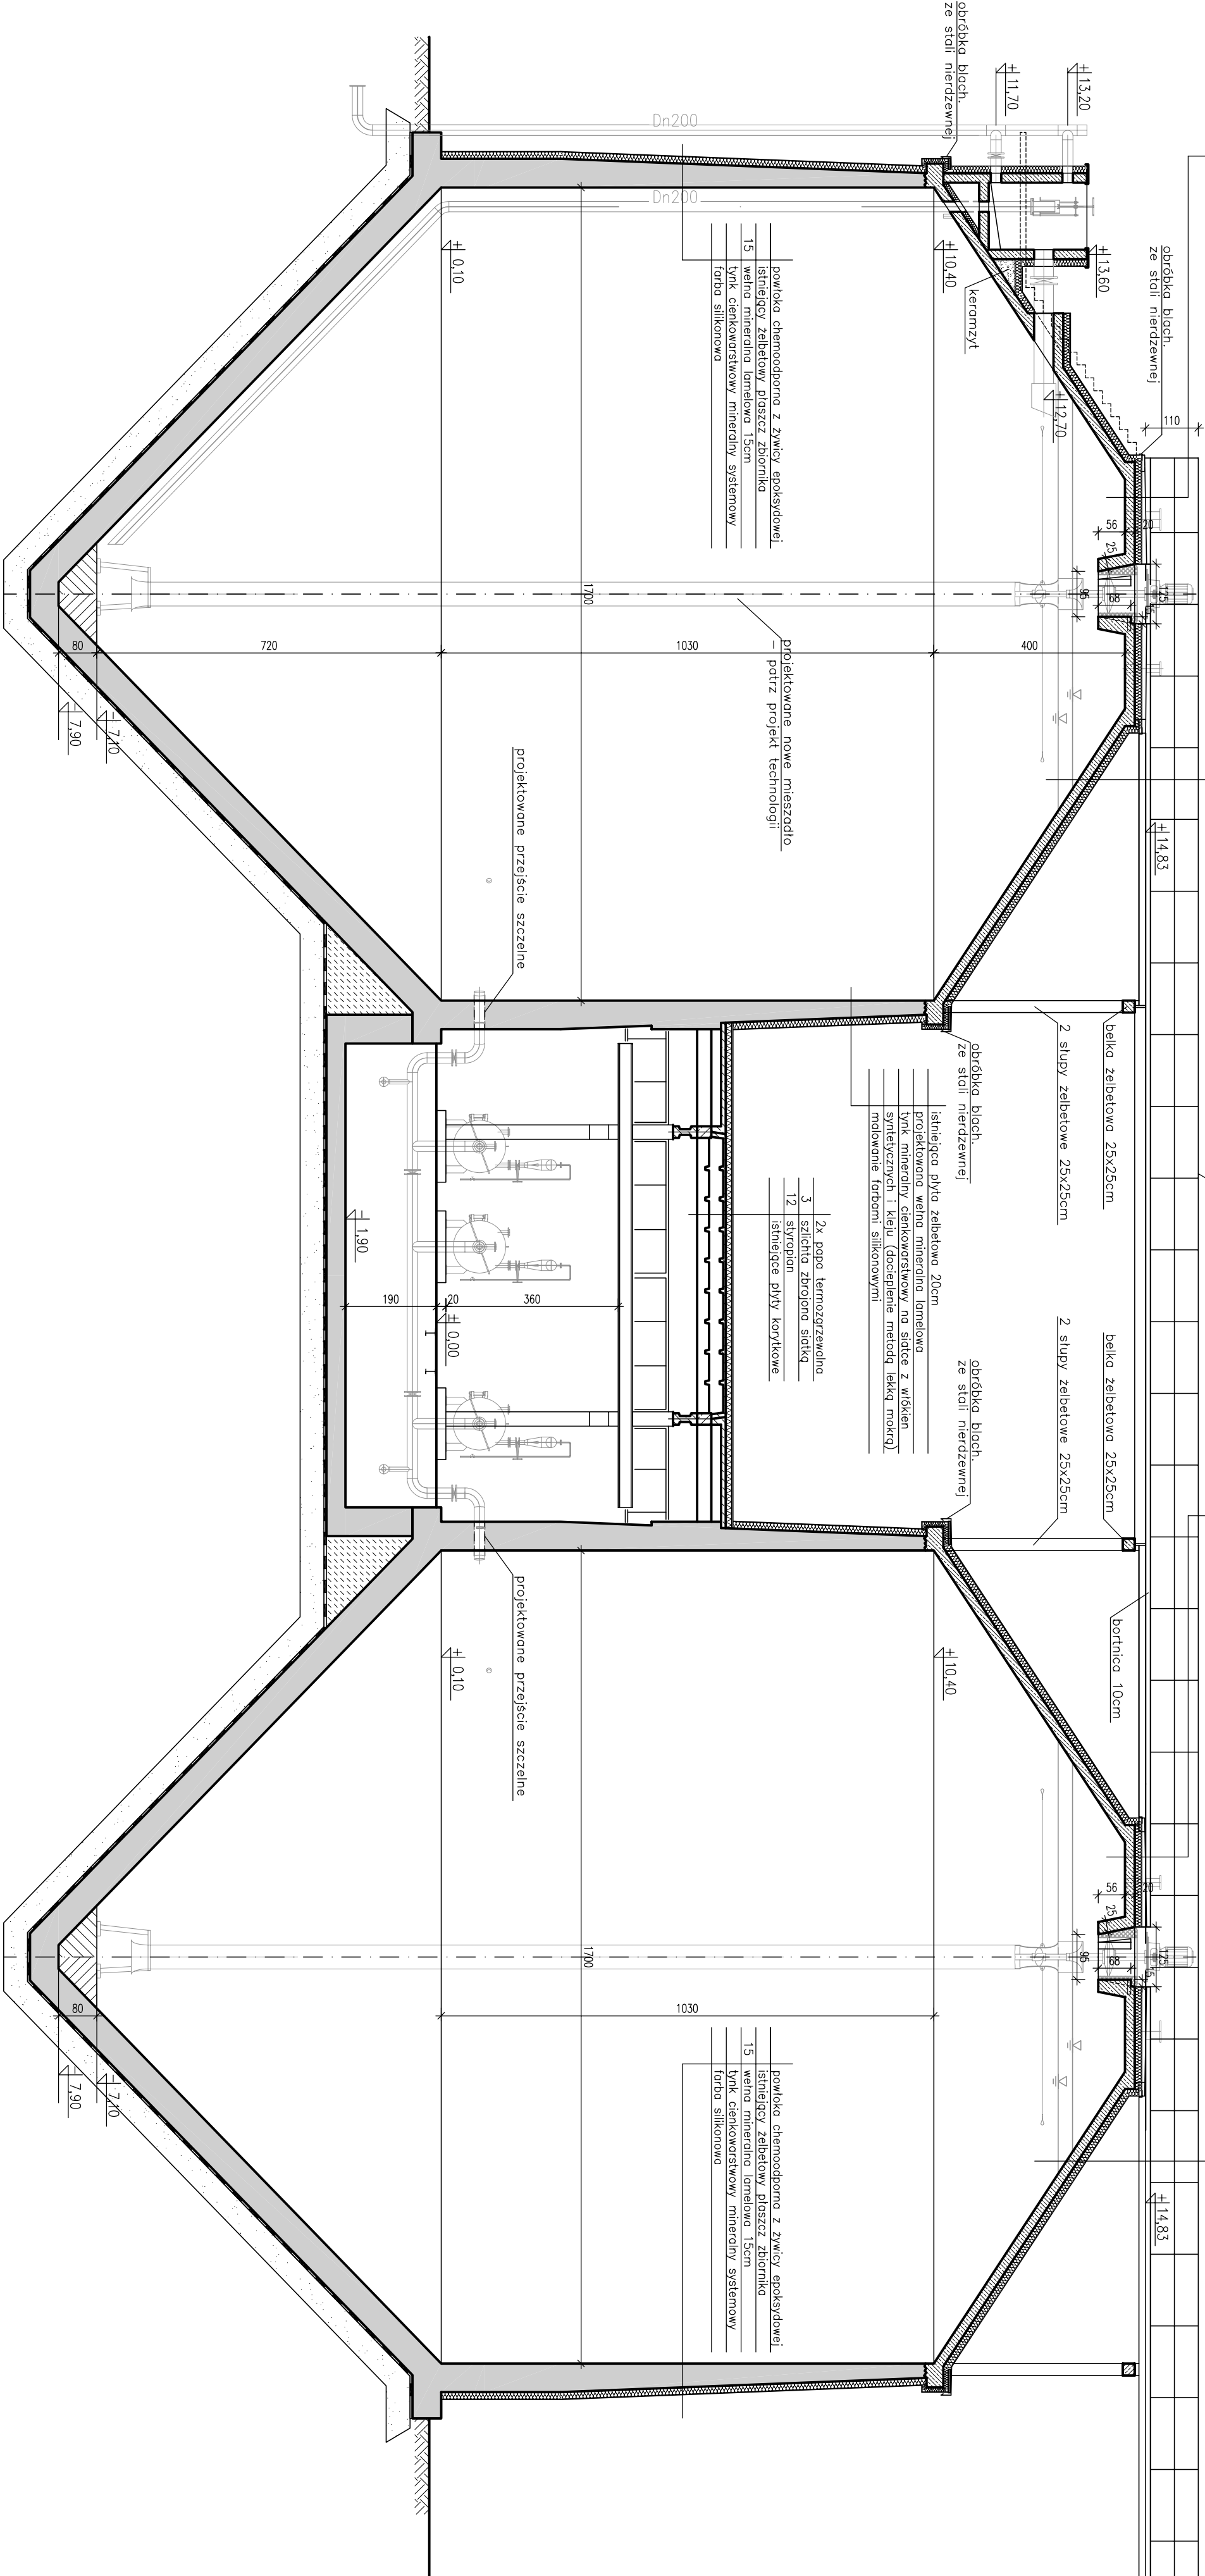 obróbka blach.
ze stali nierdzewnej
+13,20
+11,70
Dn200
Dn200
obróbka blach.
ze stali nierdzewnej
+13,60
+10,40
+0,10
keramzyt
+12,70
110
powłoka chemoodporna z żywicy epoksydowej
istniejący żelbetowy płaszcz zbiornika
15 wełna mineralna lamelowa 15cm
tynk cienkowarstwowy mineralny systemowy
farba silikonowa
56
20
25
95
68
125
15
1700
80
720
1030
400
projektowane nowe mieszadło
– patrz projekt technologii
-7,10
-7,90
+14,83
projektowane przejście szczelne
belka żelbetowa 25x25cm
2 słupy żelbetowe 25x25cm
obróbka blach.
ze stali nierdzewnej
istniejąca płyta żelbetowa 20cm
projektowana wełna mineralna lamelowa
tynk mineralny cienkowarstwowy na siatce z włókien
syntetycznych i kleju (docieplenie metodą lekką mokrą)
malowanie farbami silikonowymi
2x papa termozgrzewalna
3 szlichta zbrojona siatką
12 styropian
istniejące płyty korytkowe
-1,90
190
20
360
± 0,00
belka żelbetowa 25x25cm
2 słupy żelbetowe 25x25cm
obróbka blach.
ze stali nierdzewnej
projektowane przejście szczelne
bortnica 10cm
+10,40
+0,10
56
20
25
95
68
125
15
1700
80
1030
-7,10
-7,90
powłoka chemoodporna z żywicy epoksydowej
istniejący żelbetowy płaszcz zbiornika
15 wełna mineralna lamelowa 15cm
tynk cienkowarstwowy mineralny systemowy
farba silikonowa
+14,83